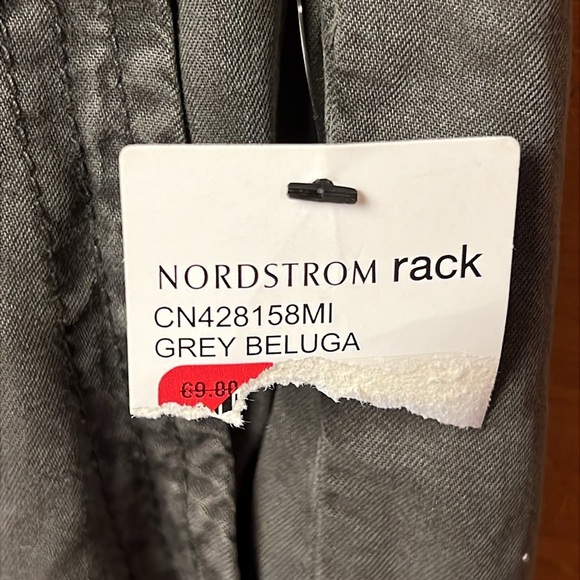 NORDSTROM rack
CN428158MI
GREY BELUGA